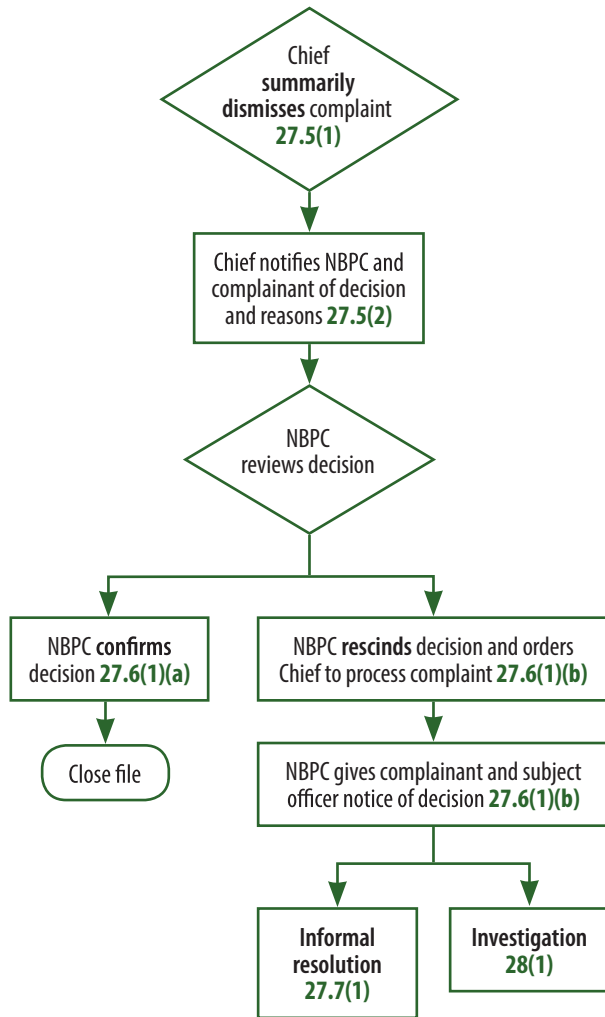 Chief
summarily
dismisses complaint
27.5(1)
Chief notifies NBPC and
complainant of decision
and reasons 27.5(2)
NBPC
reviews decision
NBPC confirms
decision 27.6(1)(a)
Close file
NBPC rescinds decision and orders
Chief to process complaint 27.6(1)(b)
NBPC gives complainant and subject
officer notice of decision 27.6(1)(b)
Informal
resolution
27.7(1)
Investigation
28(1)